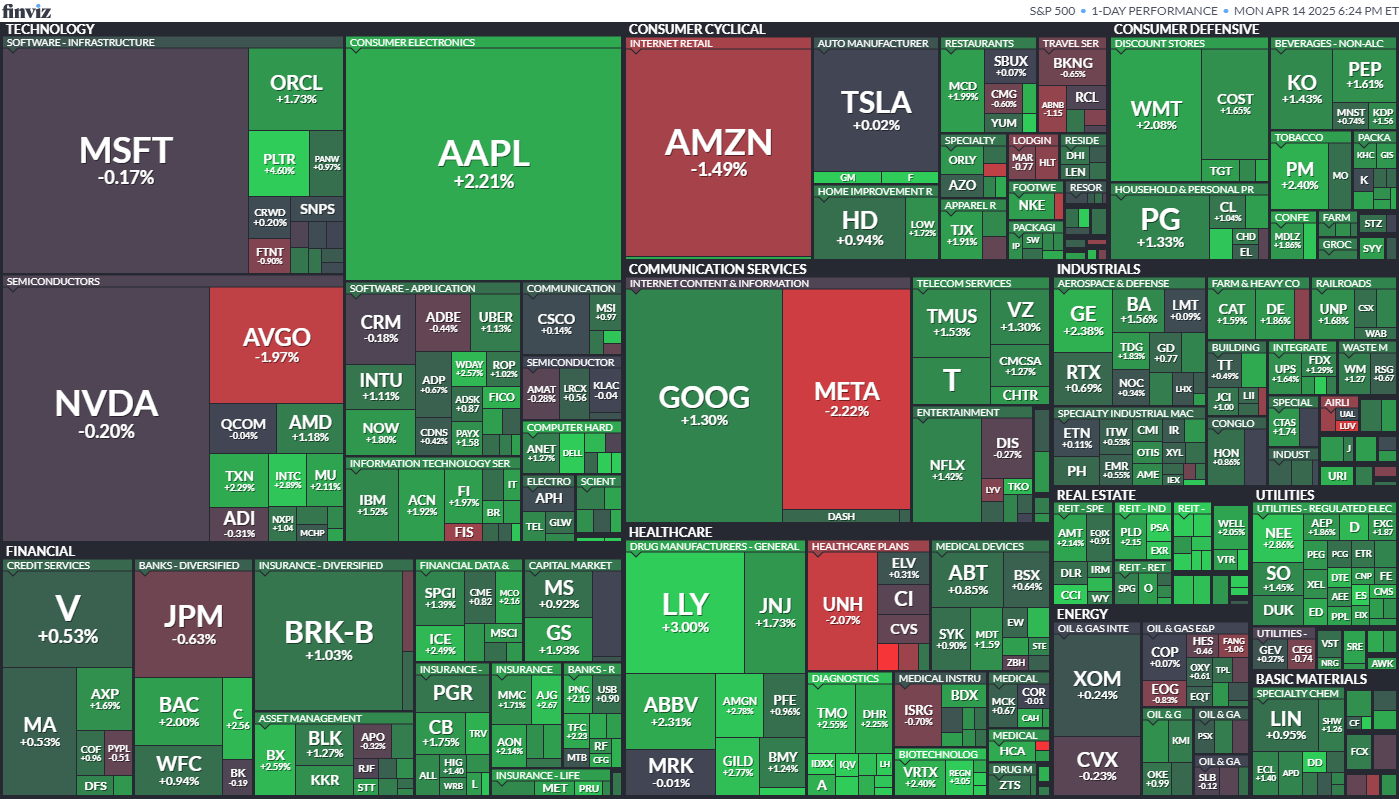 finviz
S&P 500 • 1-DAY PERFORMANCE • MON APR 14 2025 6:24 PM ET
TECHNOLOGY
SOFTWARE - INFRASTRUCTURE
MSFT
-0.17%
ORCL
+1.73%
PLTR
+4.60%
PANW
+0.97%
CRWD
+0.20%
SNPS
FTNT
-0.90%
CONSUMER ELECTRONICS
AAPL
+2.21%
SEMICONDUCTORS
NVDA
-0.20%
AVGO
-1.97%
QCOM
-0.04%
AMD
+1.18%
TXN
+2.29%
INTC
+2.89%
MU
+2.11%
ADI
-0.31%
NXPI
+1.04
MCHP
SOFTWARE - APPLICATION
CRM
-0.18%
ADBE
-0.44%
UBER
+1.13%
INTU
+1.11%
ADP
+0.67%
WDAY
+2.57%
ROP
+1.02%
ADSK
+0.87
FICO
NOW
+1.80%
CDNS
+0.42%
PAYX
+1.58
COMMUNICATION
CSCO
+0.14%
MSI
+0.97
SEMICONDUCTOR
AMAT
-0.28%
LRCX
+0.56
KLAC
-0.04
COMPUTER HARD
ANET
+1.27%
DELL
INFORMATION TECHNOLOGY SER
IBM
+1.52%
ACN
+1.92%
FI
+1.97%
IT
BR
FIS
ELECTRO
APH
TEL
GLW
SCIENT
CONSUMER CYCLICAL
INTERNET RETAIL
AMZN
-1.49%
AUTO MANUFACTURER
TSLA
+0.02%
GM
F
HOME IMPROVEMENT R
HD
+0.94%
LOW
+1.72%
RESTAURANTS
MCD
+1.99%
SBUX
+0.07%
CMG
-0.60%
YUM
TRAVEL SER
BKNG
-0.65%
ABNB
-1.15
RCL
SPECIALTY
ORLY
AZO
LODGIN
MAR
-0.77
HLT
RESIDE
DHI
LEN
APPAREL R
TJX
+1.91%
FOOTWE
NKE
RESOR
PACKAGI
IP
SW
CONSUMER DEFENSIVE
DISCOUNT STORES
WMT
+2.08%
COST
+1.65%
TGT
BEVERAGES - NON-ALC
KO
+1.43%
PEP
+1.61%
MNST
+0.74%
KDP
+1.56
TOBACCO
PM
+2.40%
MO
PACKA
KHC
GIS
K
HOUSEHOLD & PERSONAL PR
PG
+1.33%
CL
+1.04%
CHD
EL
CONFE
MDLZ
+1.86%
FARM
GROC
STZ
SYY
COMMUNICATION SERVICES
INTERNET CONTENT & INFORMATION
GOOG
+1.30%
META
-2.22%
DASH
TELECOM SERVICES
TMUS
+1.53%
VZ
+1.30%
T
CMCSA
+1.27%
CHTR
ENTERTAINMENT
NFLX
+1.42%
DIS
-0.27%
LYV
TKO
INDUSTRIALS
AEROSPACE & DEFENSE
GE
+2.38%
BA
+1.56%
LMT
+0.09%
TDG
+1.83%
GD
+0.77
RTX
+0.69%
NOC
+0.34%
LHX
FARM & HEAVY CO
CAT
+1.59%
DE
+1.86%
RAILROADS
UNP
+1.68%
CSX
WAB
BUILDING
TT
+0.49%
JCI
+1.00
LII
INTEGRATE
UPS
+1.64%
FDX
+1.29%
WASTE M
WM
+1.27
RSG
+0.67
SPECIALTY INDUSTRIAL MAC
ETN
+0.11%
ITW
+0.53%
CMI
IR
OTIS
XYL
PH
EMR
+0.55%
AME
IEX
CONGLO
HON
+0.86%
SPECIAL
CTAS
+1.74
AIRLI
UAL
LUV
INDUST
J
URI
FINANCIAL
CREDIT SERVICES
V
+0.53%
MA
+0.53%
AXP
+1.69%
COF
+0.96
PYPL
-0.51
DFS
BANKS - DIVERSIFIED
JPM
-0.63%
BAC
+2.00%
C
+2.56
WFC
+0.94%
BK
-0.19
INSURANCE - DIVERSIFIED
BRK-B
+1.03%
ASSET MANAGEMENT
BX
+2.59%
BLK
+1.27%
KKR
APO
-0.32%
RJF
STT
FINANCIAL DATA &
SPGI
+1.39%
CME
+0.82
MCO
+2.16
ICE
+2.49%
MSCI
CAPITAL MARKET
MS
+0.92%
GS
+1.93%
INSURANCE -
PGR
CB
+1.75%
TRV
ALL
HIG
+1.40
WRB
L
INSURANCE
MMC
+1.71%
AJG
+2.67
AON
+2.14%
BANKS - R
PNC
+2.19
USB
+0.90
TFC
+2.23
RF
MTB
CFG
INSURANCE - LIFE
MET
PRU
HEALTHCARE
DRUG MANUFACTURERS - GENERAL
LLY
+3.00%
JNJ
+1.73%
ABBV
+2.31%
AMGN
+2.78%
PFE
+0.96%
MRK
-0.01%
GILD
+2.77%
BMY
+1.24%
HEALTHCARE PLANS
UNH
-2.07%
ELV
+0.31%
CI
CVS
MEDICAL DEVICES
ABT
+0.85%
BSX
+0.64%
SYK
+0.90%
MDT
+1.59
EW
STE
ZBH
DIAGNOSTICS
TMO
+2.55%
DHR
+2.25%
IDXX
IQV
LH
A
MEDICAL INSTRU
ISRG
-0.70%
BDX
MEDICAL
MCK
+0.67
COR
-0.01
CAH
BIOTECHNOLOG
VRTX
+2.40%
REGN
+3.05
MEDICAL
HCA
DRUG M
ZTS
REAL ESTATE
REIT - SPE
AMT
+2.14%
EQIX
+0.91
DLR
IRM
CCI
WY
REIT - IND
PLD
+2.15
PSA
EXR
REIT - RET
SPG
O
REIT -
WELL
+2.05%
VTR
ENERGY
OIL & GAS INTE
XOM
+0.24%
CVX
-0.23%
OIL & GAS E&P
COP
+0.07%
HES
-0.46
FANG
-1.06
EOG
-0.83%
OXY
+0.61
TPL
EQT
OIL & G
KMI
OKE
+0.99
OIL & GA
PSX
OIL & GA
SLB
-0.12
UTILITIES
UTILITIES - REGULATED ELEC
NEE
+2.86%
AEP
+1.86%
D
EXC
+1.87
SO
+1.45%
PEG
PCG
ETR
DUK
XEL
DTE
CNP
FE
AEE
ES
CMS
ED
PPL
EIX
UTILITIES -
GEV
+0.27%
CEG
-0.74
VST
NRG
SRE
AWK
BASIC MATERIALS
SPECIALTY CHEM
LIN
+0.95%
SHW
+1.26
ECL
+1.40
APD
DD
CF
FCX